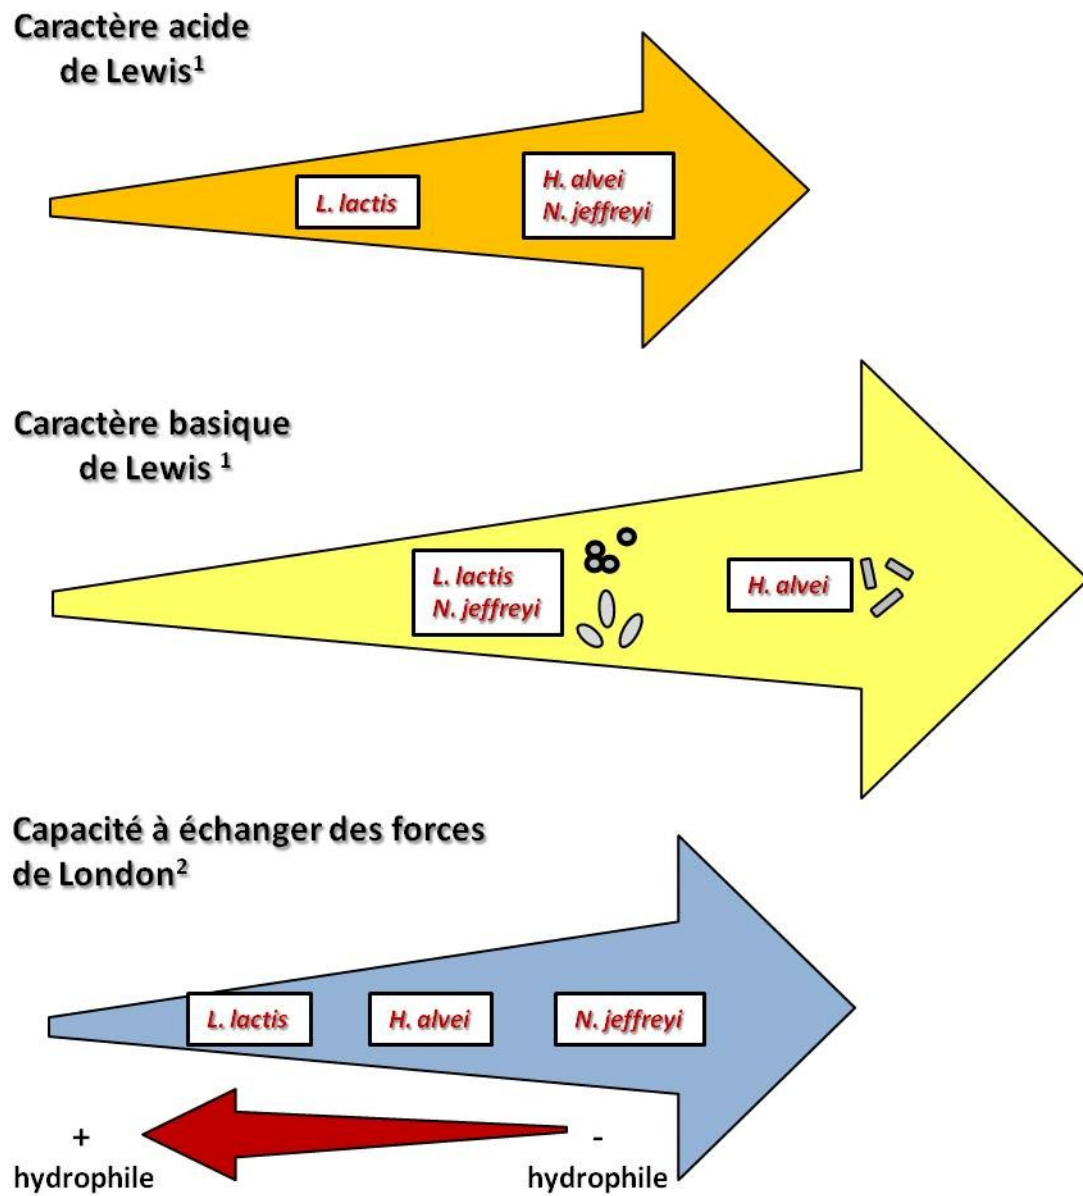 Caractère acide
de Lewis¹
L. lactis
H. alvei
N. jeffreyi
Caractère basique
de Lewis ¹
L. lactis
N. jeffreyi
H. alvei
Capacité à échanger des forces
de London²
L. lactis
H. alvei
N. jeffreyi
+
hydrophile
-
hydrophile